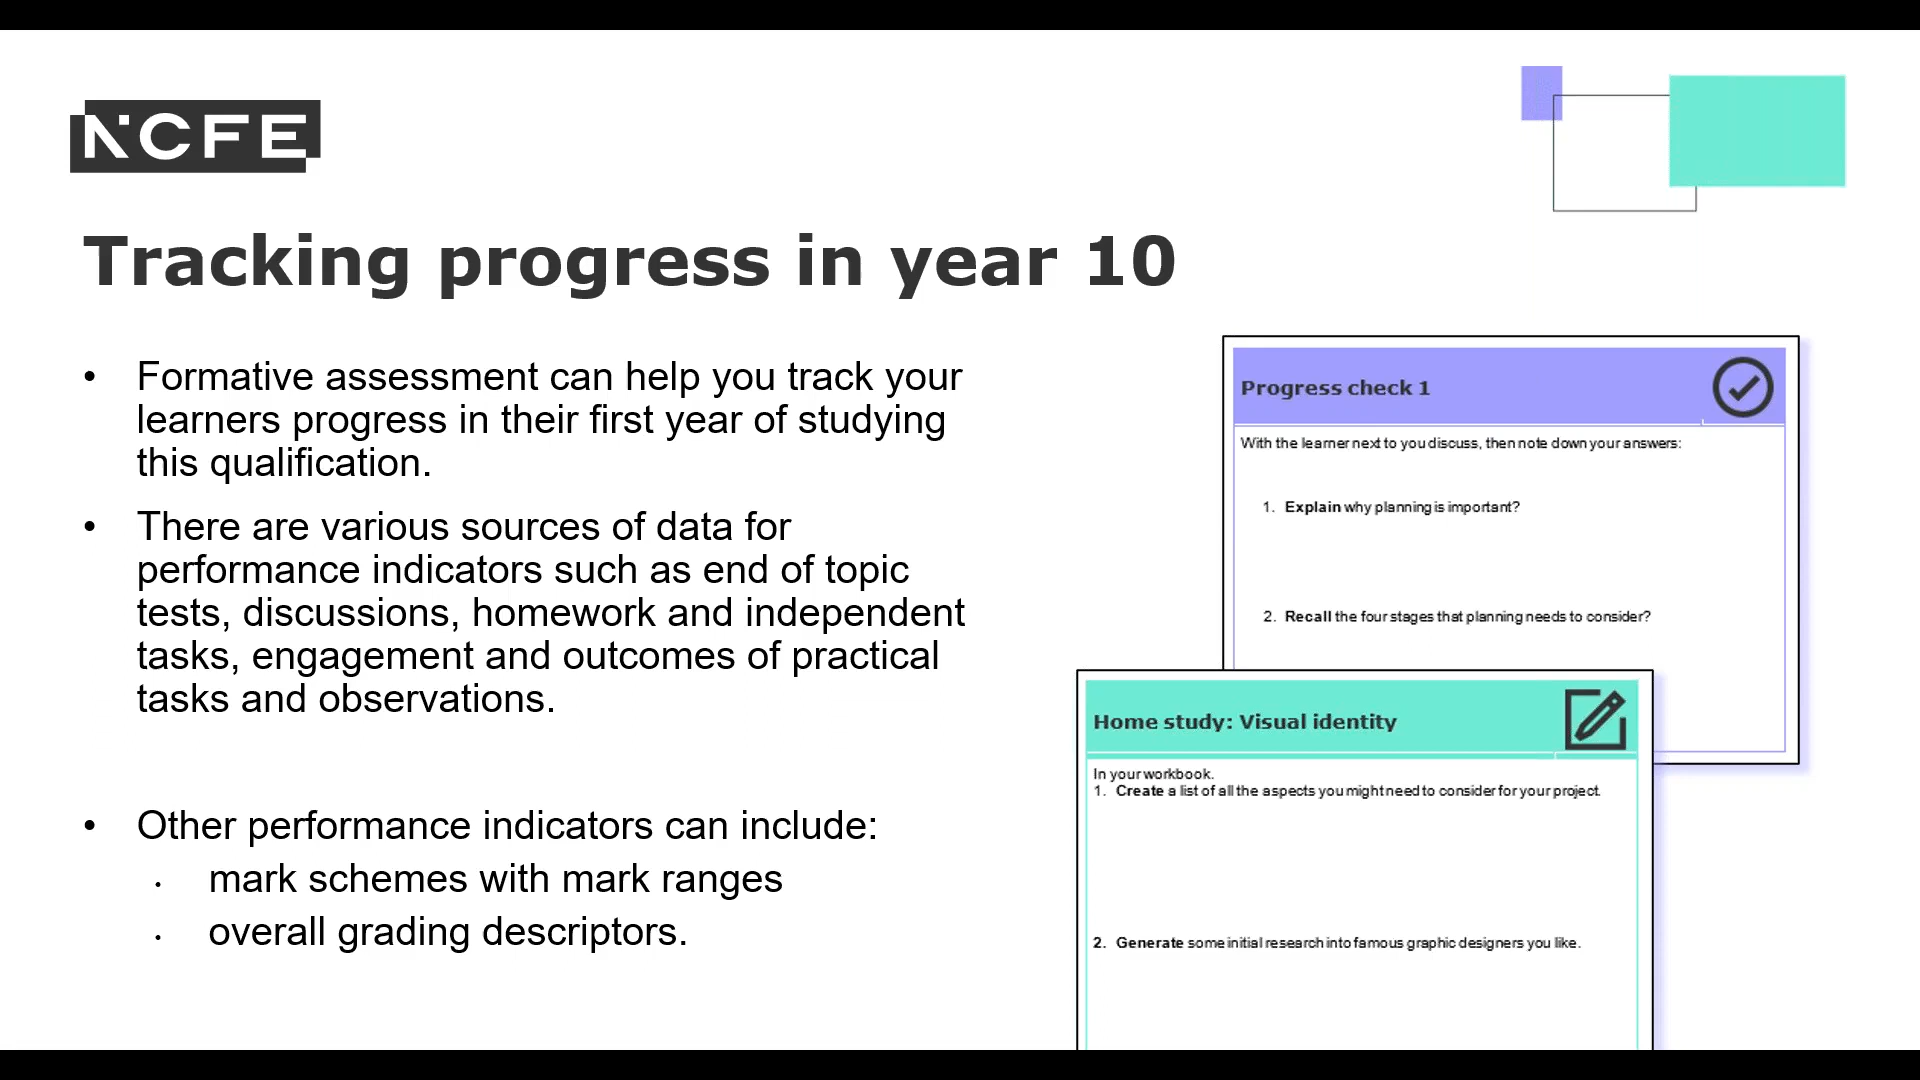 NCFE
Tracking progress in year 10
• Formative assessment can help you track your
learners progress in their first year of studying
this qualification.
• There are various sources of data for
performance indicators such as end of topic
tests, discussions, homework and independent
tasks, engagement and outcomes of practical
tasks and observations.
• Other performance indicators can include:
• mark schemes with mark ranges
• overall grading descriptors.
Progress check 1
With the learner next to you discuss, then note down your answers:
1. Explain why planning is important?
2. Recall the four stages that planning needs to consider?
Home study: Visual identity
In your workbook.
1. Create a list of all the aspects you might need to consider for your project.
2. Generate some initial research into famous graphic designers you like.